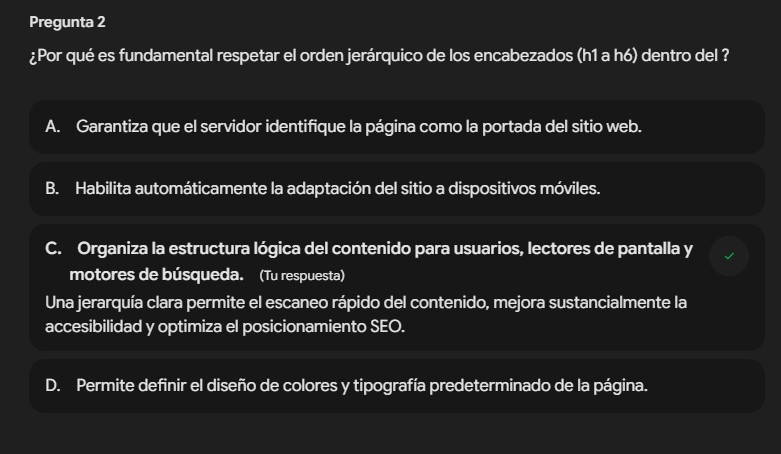 Pregunta 2
¿Por qué es fundamental respetar el orden jerárquico de los encabezados (h1 a h6) dentro del ?
A. Garantiza que el servidor identifique la página como la portada del sitio web.
B. Habilita automáticamente la adaptación del sitio a dispositivos móviles.
C. Organiza la estructura lógica del contenido para usuarios, lectores de pantalla y
motores de búsqueda. (Tu respuesta)
Una jerarquía clara permite el escaneo rápido del contenido, mejora sustancialmente la
accesibilidad y optimiza el posicionamiento SEO.
D. Permite definir el diseño de colores y tipografía predeterminado de la página.